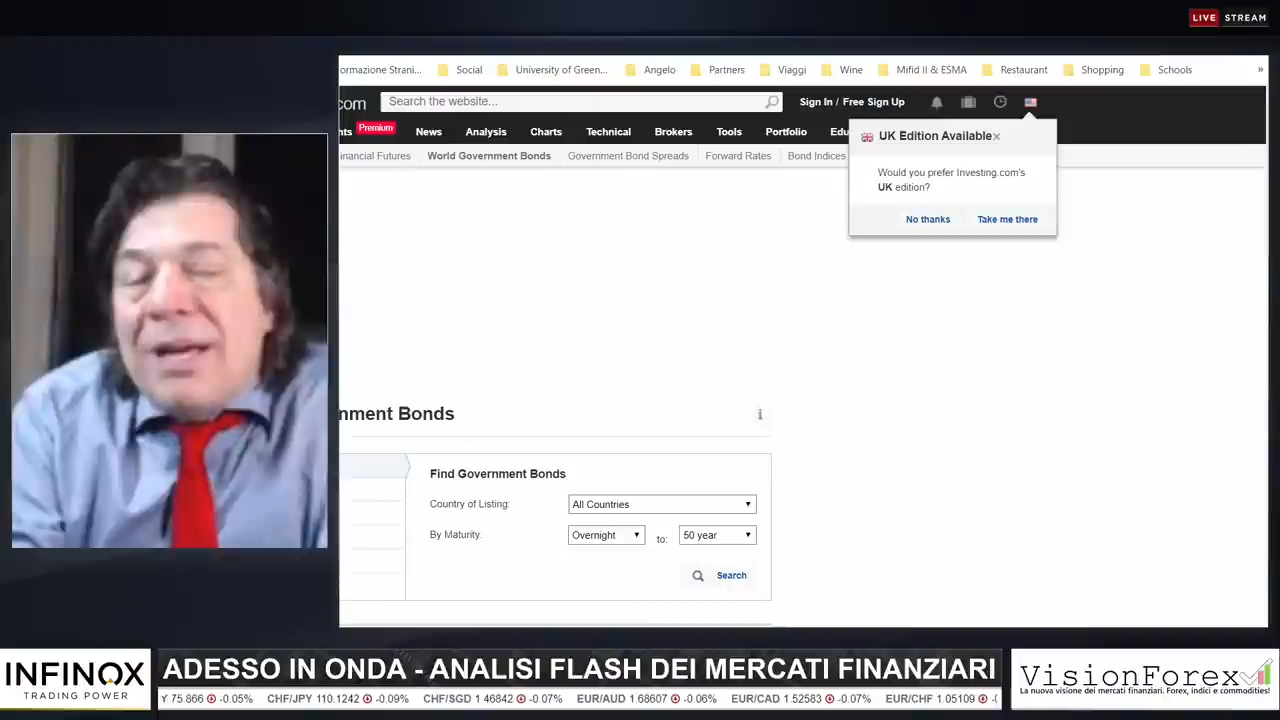 LIVE STREAM
ormazione Strani... Social University of Green... Angelo Partners Viaggi Wine Mifid II & ESMA Restaurant Shopping Schools »
com Search the website... Sign In / Free Sign Up
nts Premium News Analysis Charts Technical Brokers Tools Portfolio Edu
inancial Futures World Government Bonds Government Bond Spreads Forward Rates Bond Indices
UK Edition Available×
Would you prefer Investing.com's
UK edition?
No thanks Take me there
nment Bonds
Find Government Bonds
Country of Listing: All Countries
By Maturity: Overnight to: 50 year
Search
INFINOX
TRADING POWER
ADESSO IN ONDA - ANALISI FLASH DEI MERCATI FINANZIARI
Y 75.866 -0.05% CHF/JPY 110.1242 -0.09% CHF/SGD 1.46842 -0.07% EUR/AUD 1.68607 -0.06% EUR/CAD 1.52583 -0.07% EUR/CHF 1.05109 -(
VisionForex
La nuova visione dei mercati finanziari. Forex, indici e commodities!